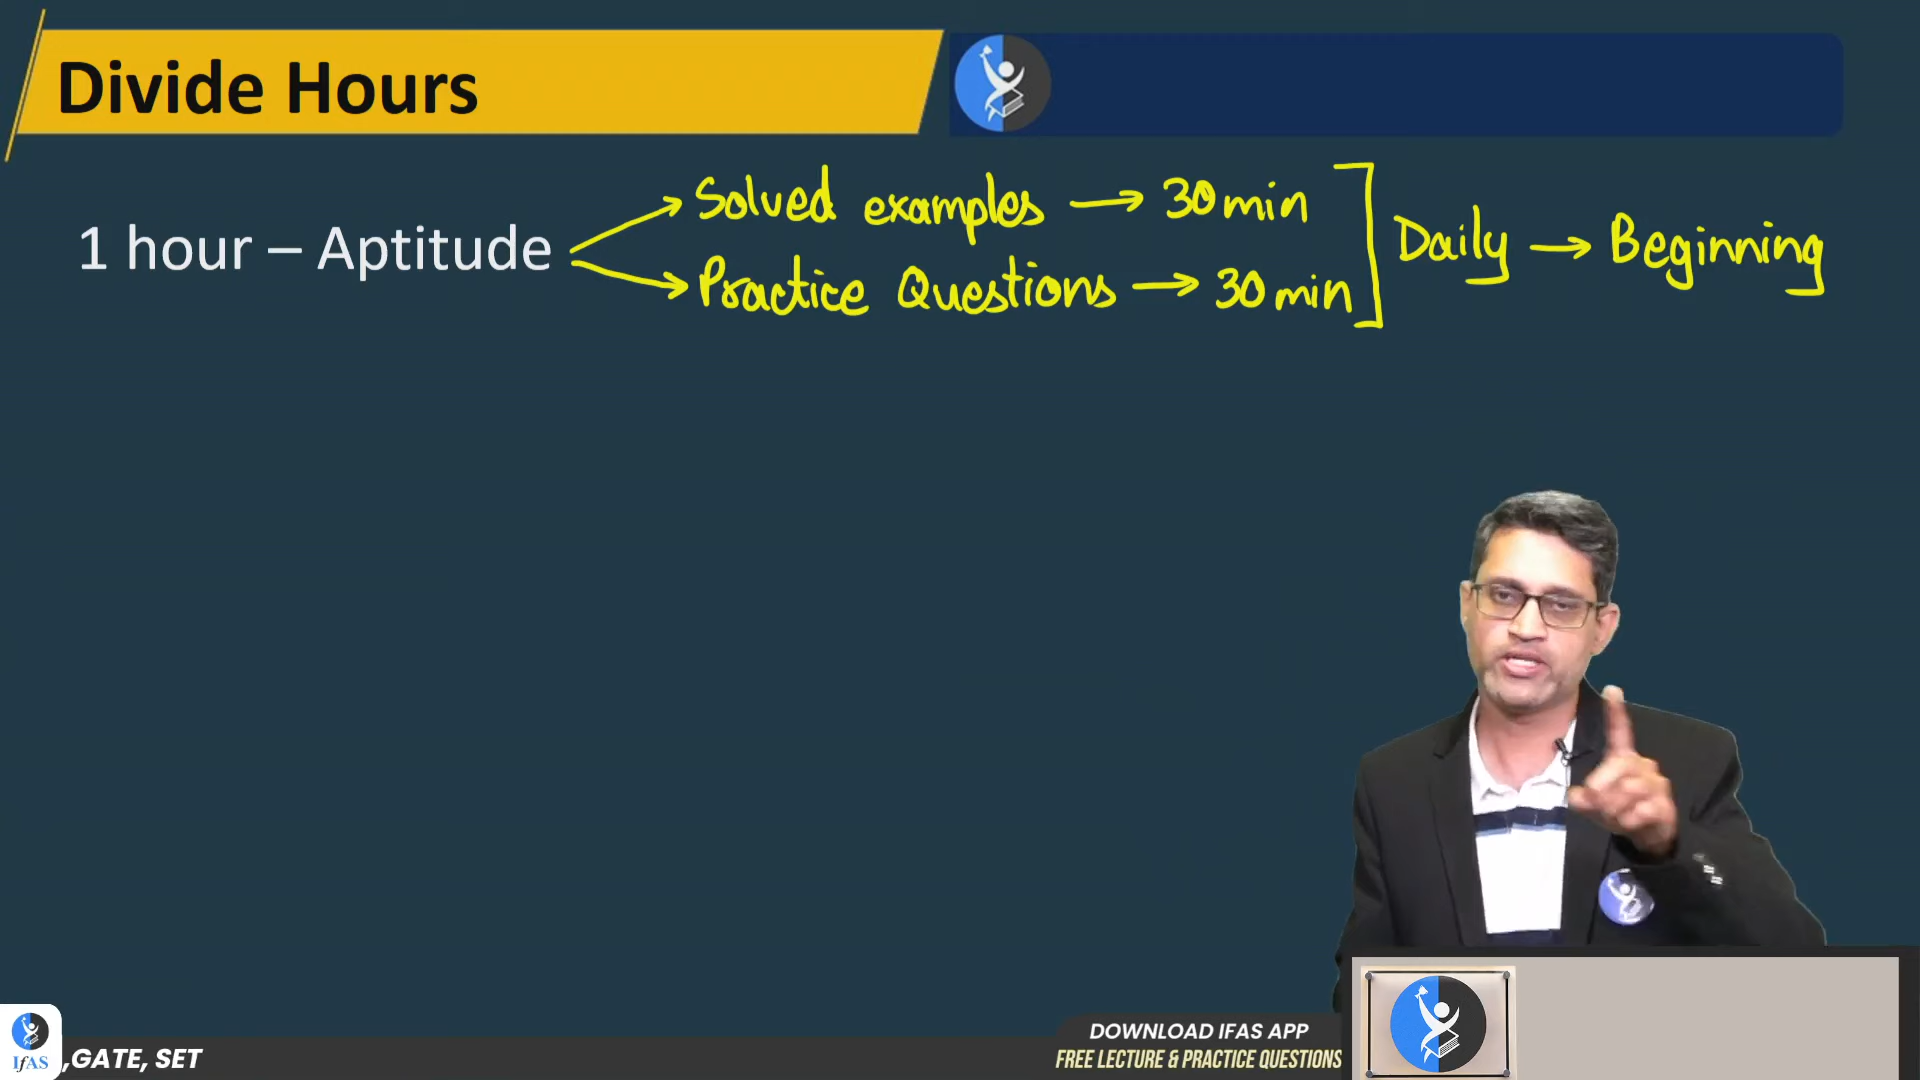 Divide Hours
1 hour – Aptitude
Solved examples → 30 min
Practice Questions → 30 min
Daily → Beginning
DOWNLOAD IFAS APP
FREE LECTURE & PRACTICE QUESTIONS
IfAS
,GATE, SET